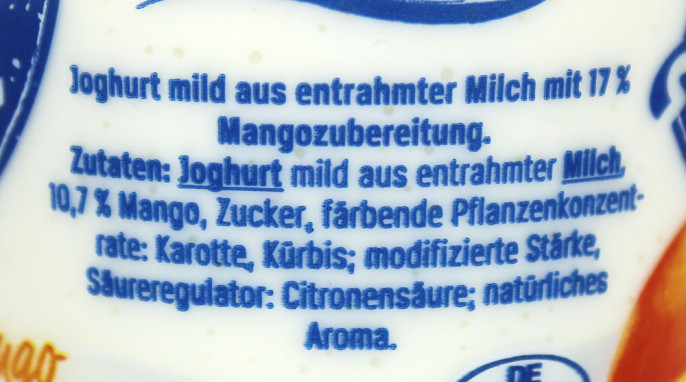 Joghurt mild aus entrahmter Milch mit 17 %
Mangozubereitung.
Zutaten: Joghurt mild aus entrahmter Milch,
10,7 % Mango, Zucker, färbende Pflanzenkonzent-
rate: Karotte, Kürbis; modifizierte Stärke,
Säureregulator: Citronensäure; natürliches
Aroma.
DE